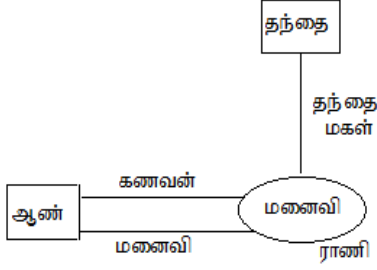 தந்தை
தந்தை
மகள்
கணவன்
ஆண்
மனைவி
மனைவி
ராணி